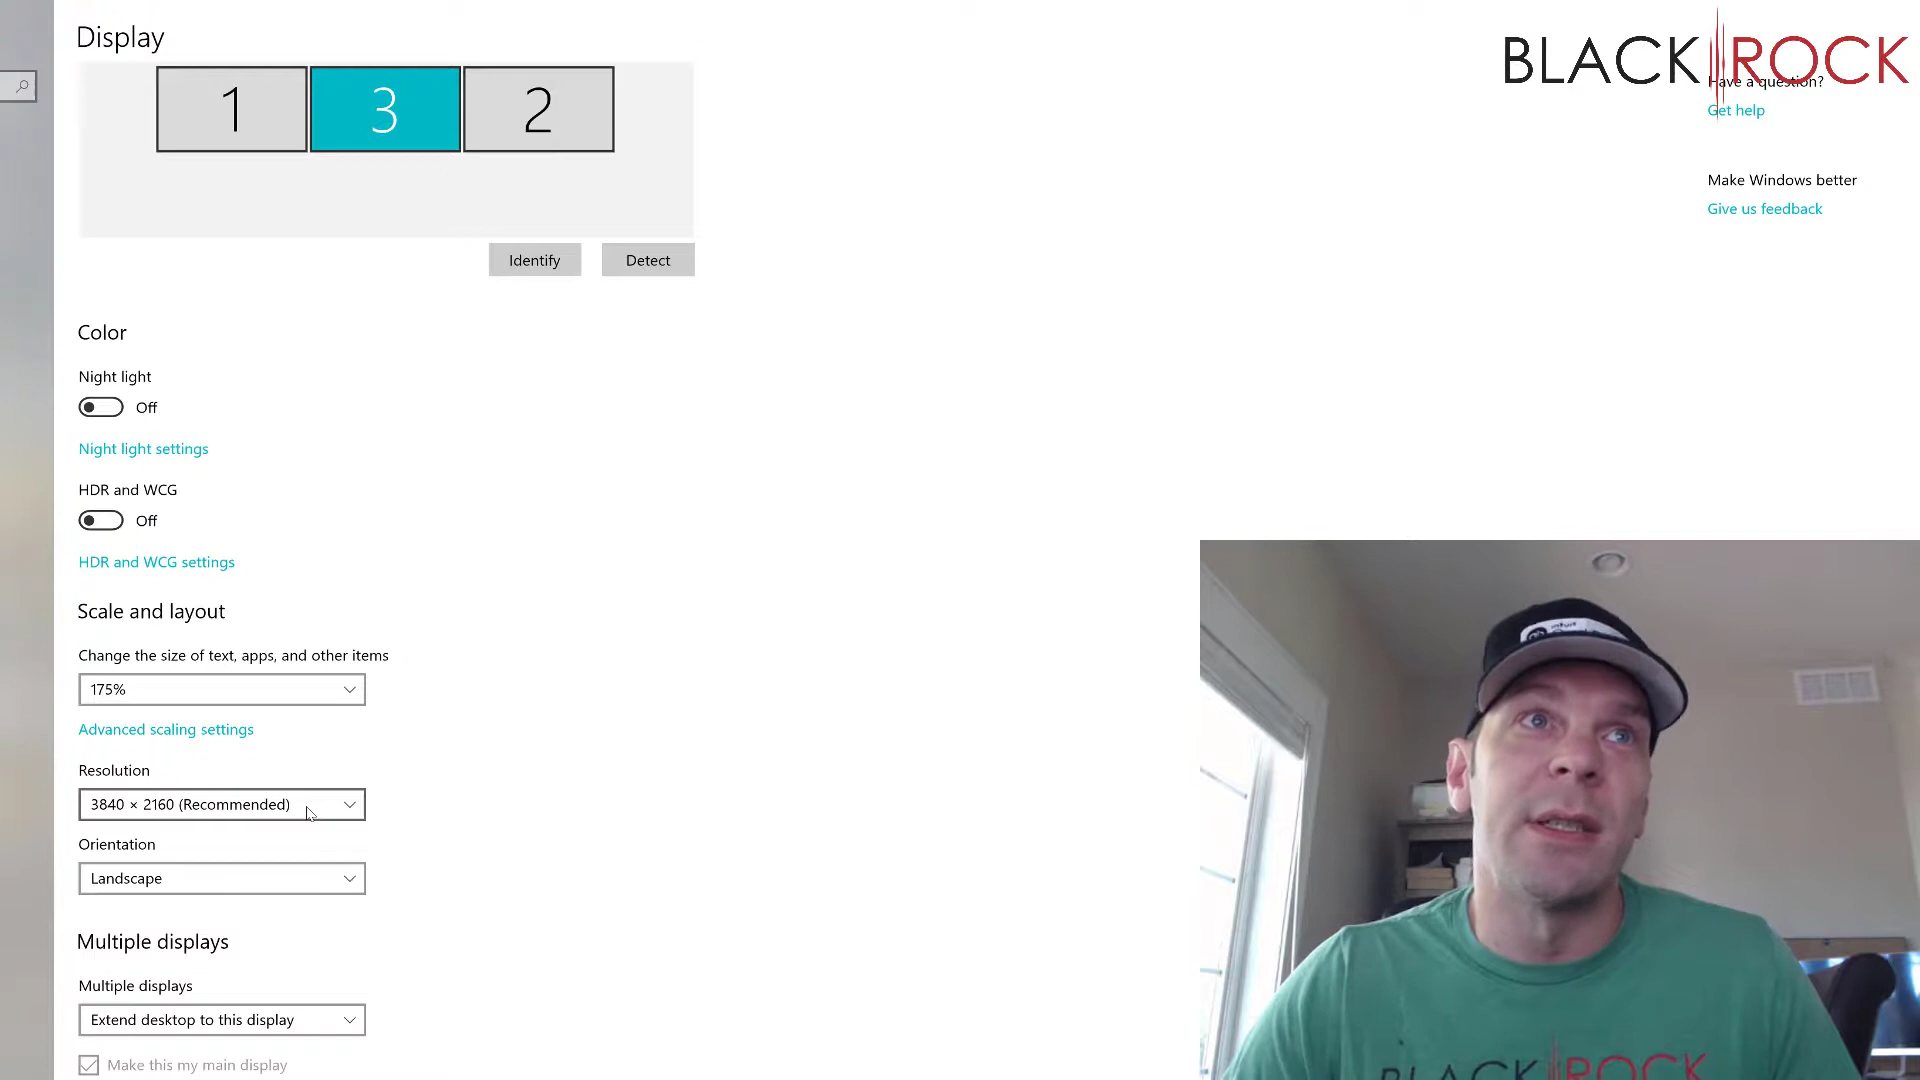 Display
1
3
2
Identify
Detect
Color
Night light
Off
Night light settings
HDR and WCG
Off
HDR and WCG settings
Scale and layout
Change the size of text, apps, and other items
175%
Advanced scaling settings
Resolution
3840 × 2160 (Recommended)
Orientation
Landscape
Multiple displays
Multiple displays
Extend desktop to this display
Make this my main display
BLACK ROCK
Have a question?
Get help
Make Windows better
Give us feedback
BLACK ROCK